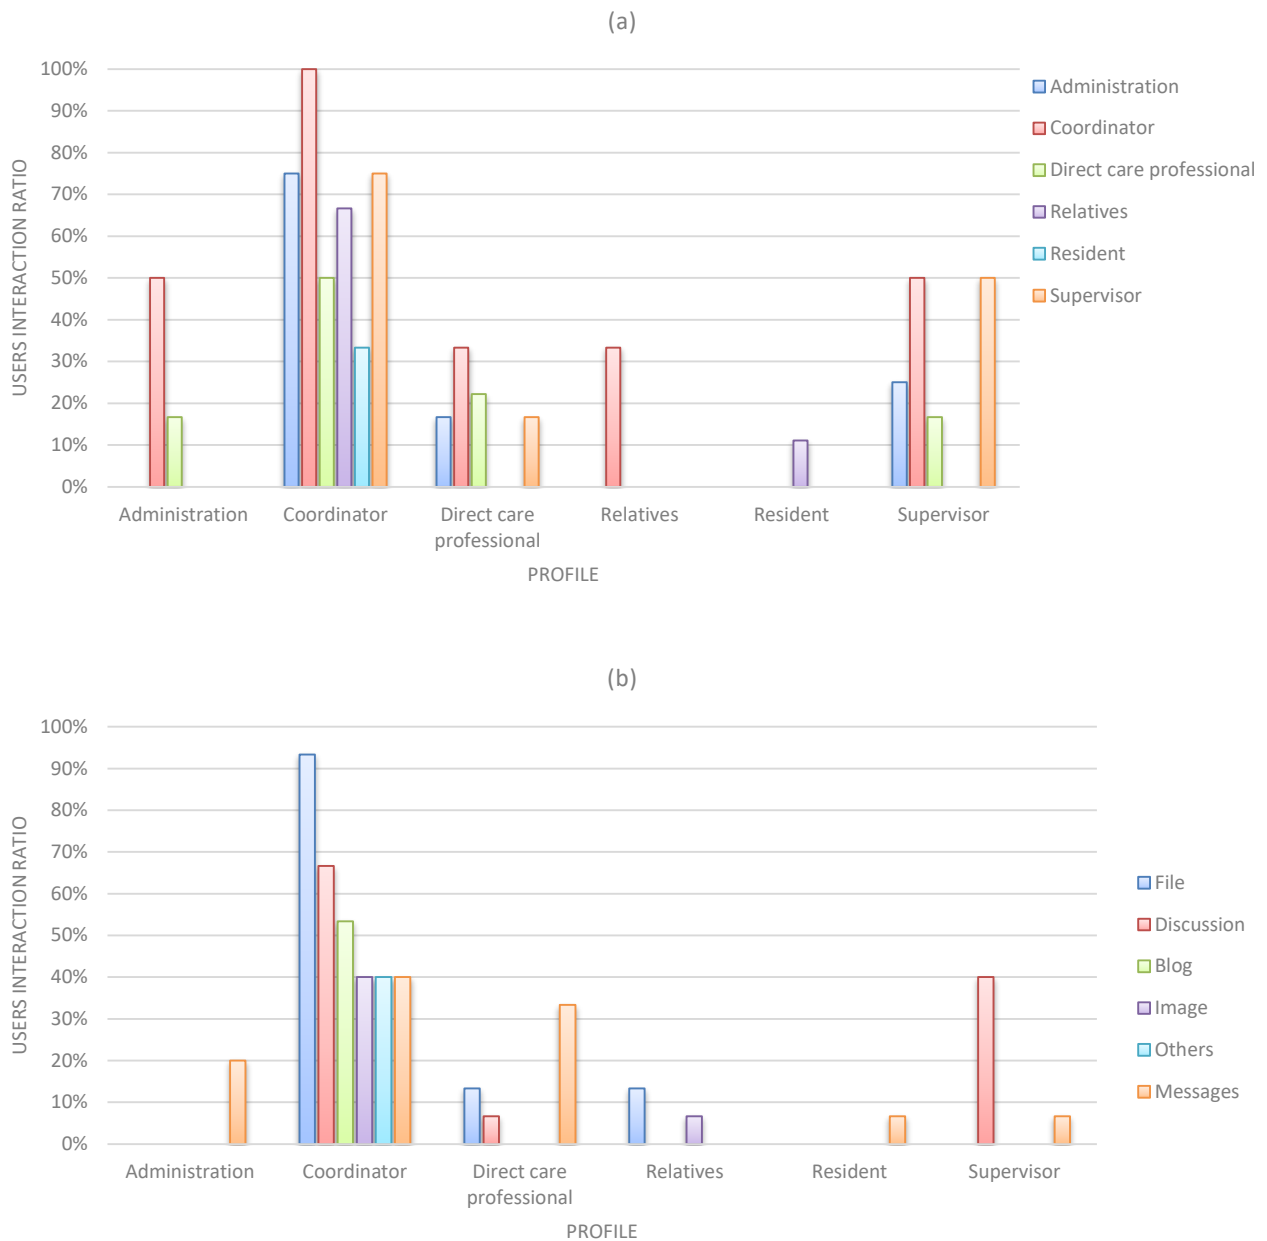 (a)
100%
90%
80%
70%
60%
50%
40%
30%
20%
10%
0%
USERS INTERACTION RATIO
Administration
Coordinator
Direct care
professional
Relatives
Resident
Supervisor
PROFILE
Administration
Coordinator
Direct care professional
Relatives
Resident
Supervisor
(b)
100%
90%
80%
70%
60%
50%
40%
30%
20%
10%
0%
USERS INTERACTION RATIO
Administration
Coordinator
Direct care
professional
Relatives
Resident
Supervisor
PROFILE
File
Discussion
Blog
Image
Others
Messages